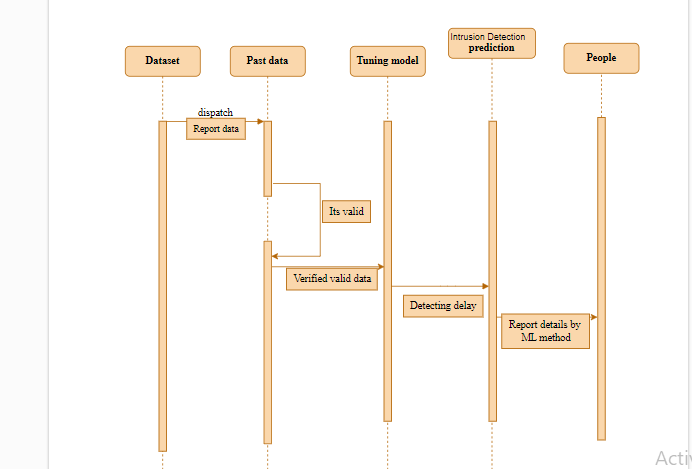 Dataset
Past data
Tuning model
Intrusion Detection
prediction
People
dispatch
Report data
Its valid
Verified valid data
Detecting delay
Report details by
ML method